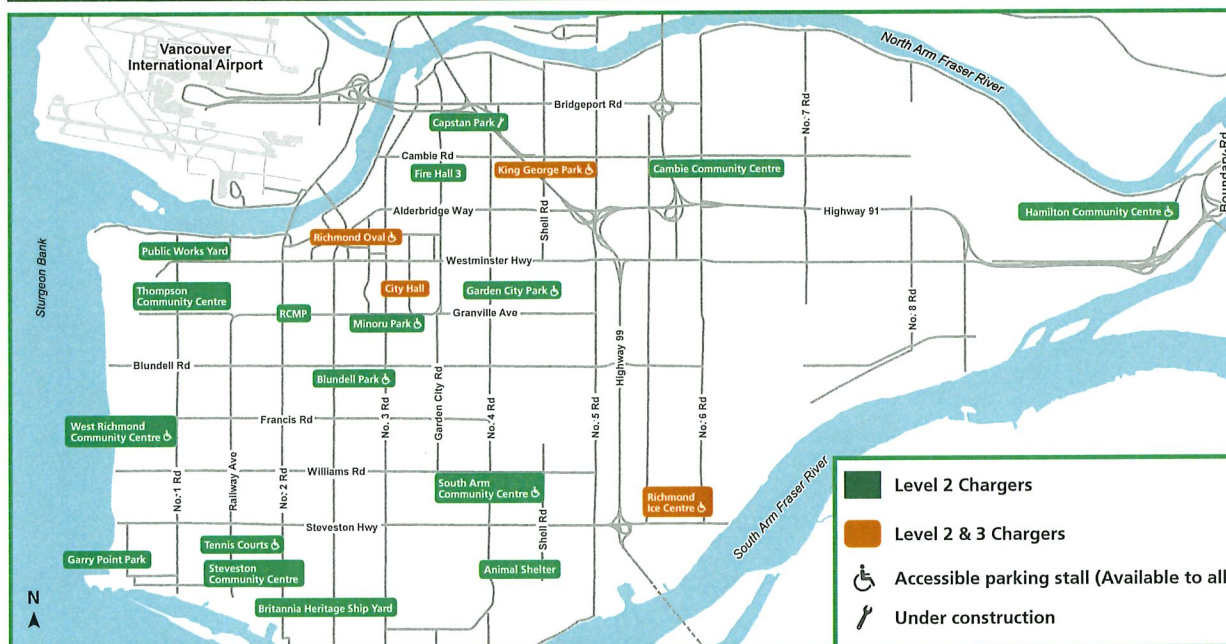 Vancouver
International Airport
North Arm Fraser River
Bridgeport Rd
No. 7 Rd
Capstan Park
Cambie Rd
Fire Hall 3
King George Park
Cambie Community Centre
Boundary Rd
Alderbridge Way
Shell Rd
Highway 91
Hamilton Community Centre
Sturgeon Bank
Public Works Yard
Richmond Oval
Westminster Hwy
Thompson
Community Centre
City Hall
Garden City Park
RCMP
Minoru Park
Granville Ave
No. 8 Rd
Highway 99
Blundell Rd
Blundell Park
No. 3 Rd
Garden City Rd
No. 4 Rd
No. 5 Rd
No. 6 Rd
West Richmond
Community Centre
Francis Rd
No. 1 Rd
Railway Ave
No. 2 Rd
Williams Rd
South Arm
Community Centre
Richmond
Ice Centre
South Arm Fraser River
Steveston Hwy
Shell Rd
Garry Point Park
Tennis Courts
Steveston
Community Centre
Animal Shelter
Britannia Heritage Ship Yard
N
Level 2 Chargers
Level 2 & 3 Chargers
Accessible parking stall (Available to all
Under construction